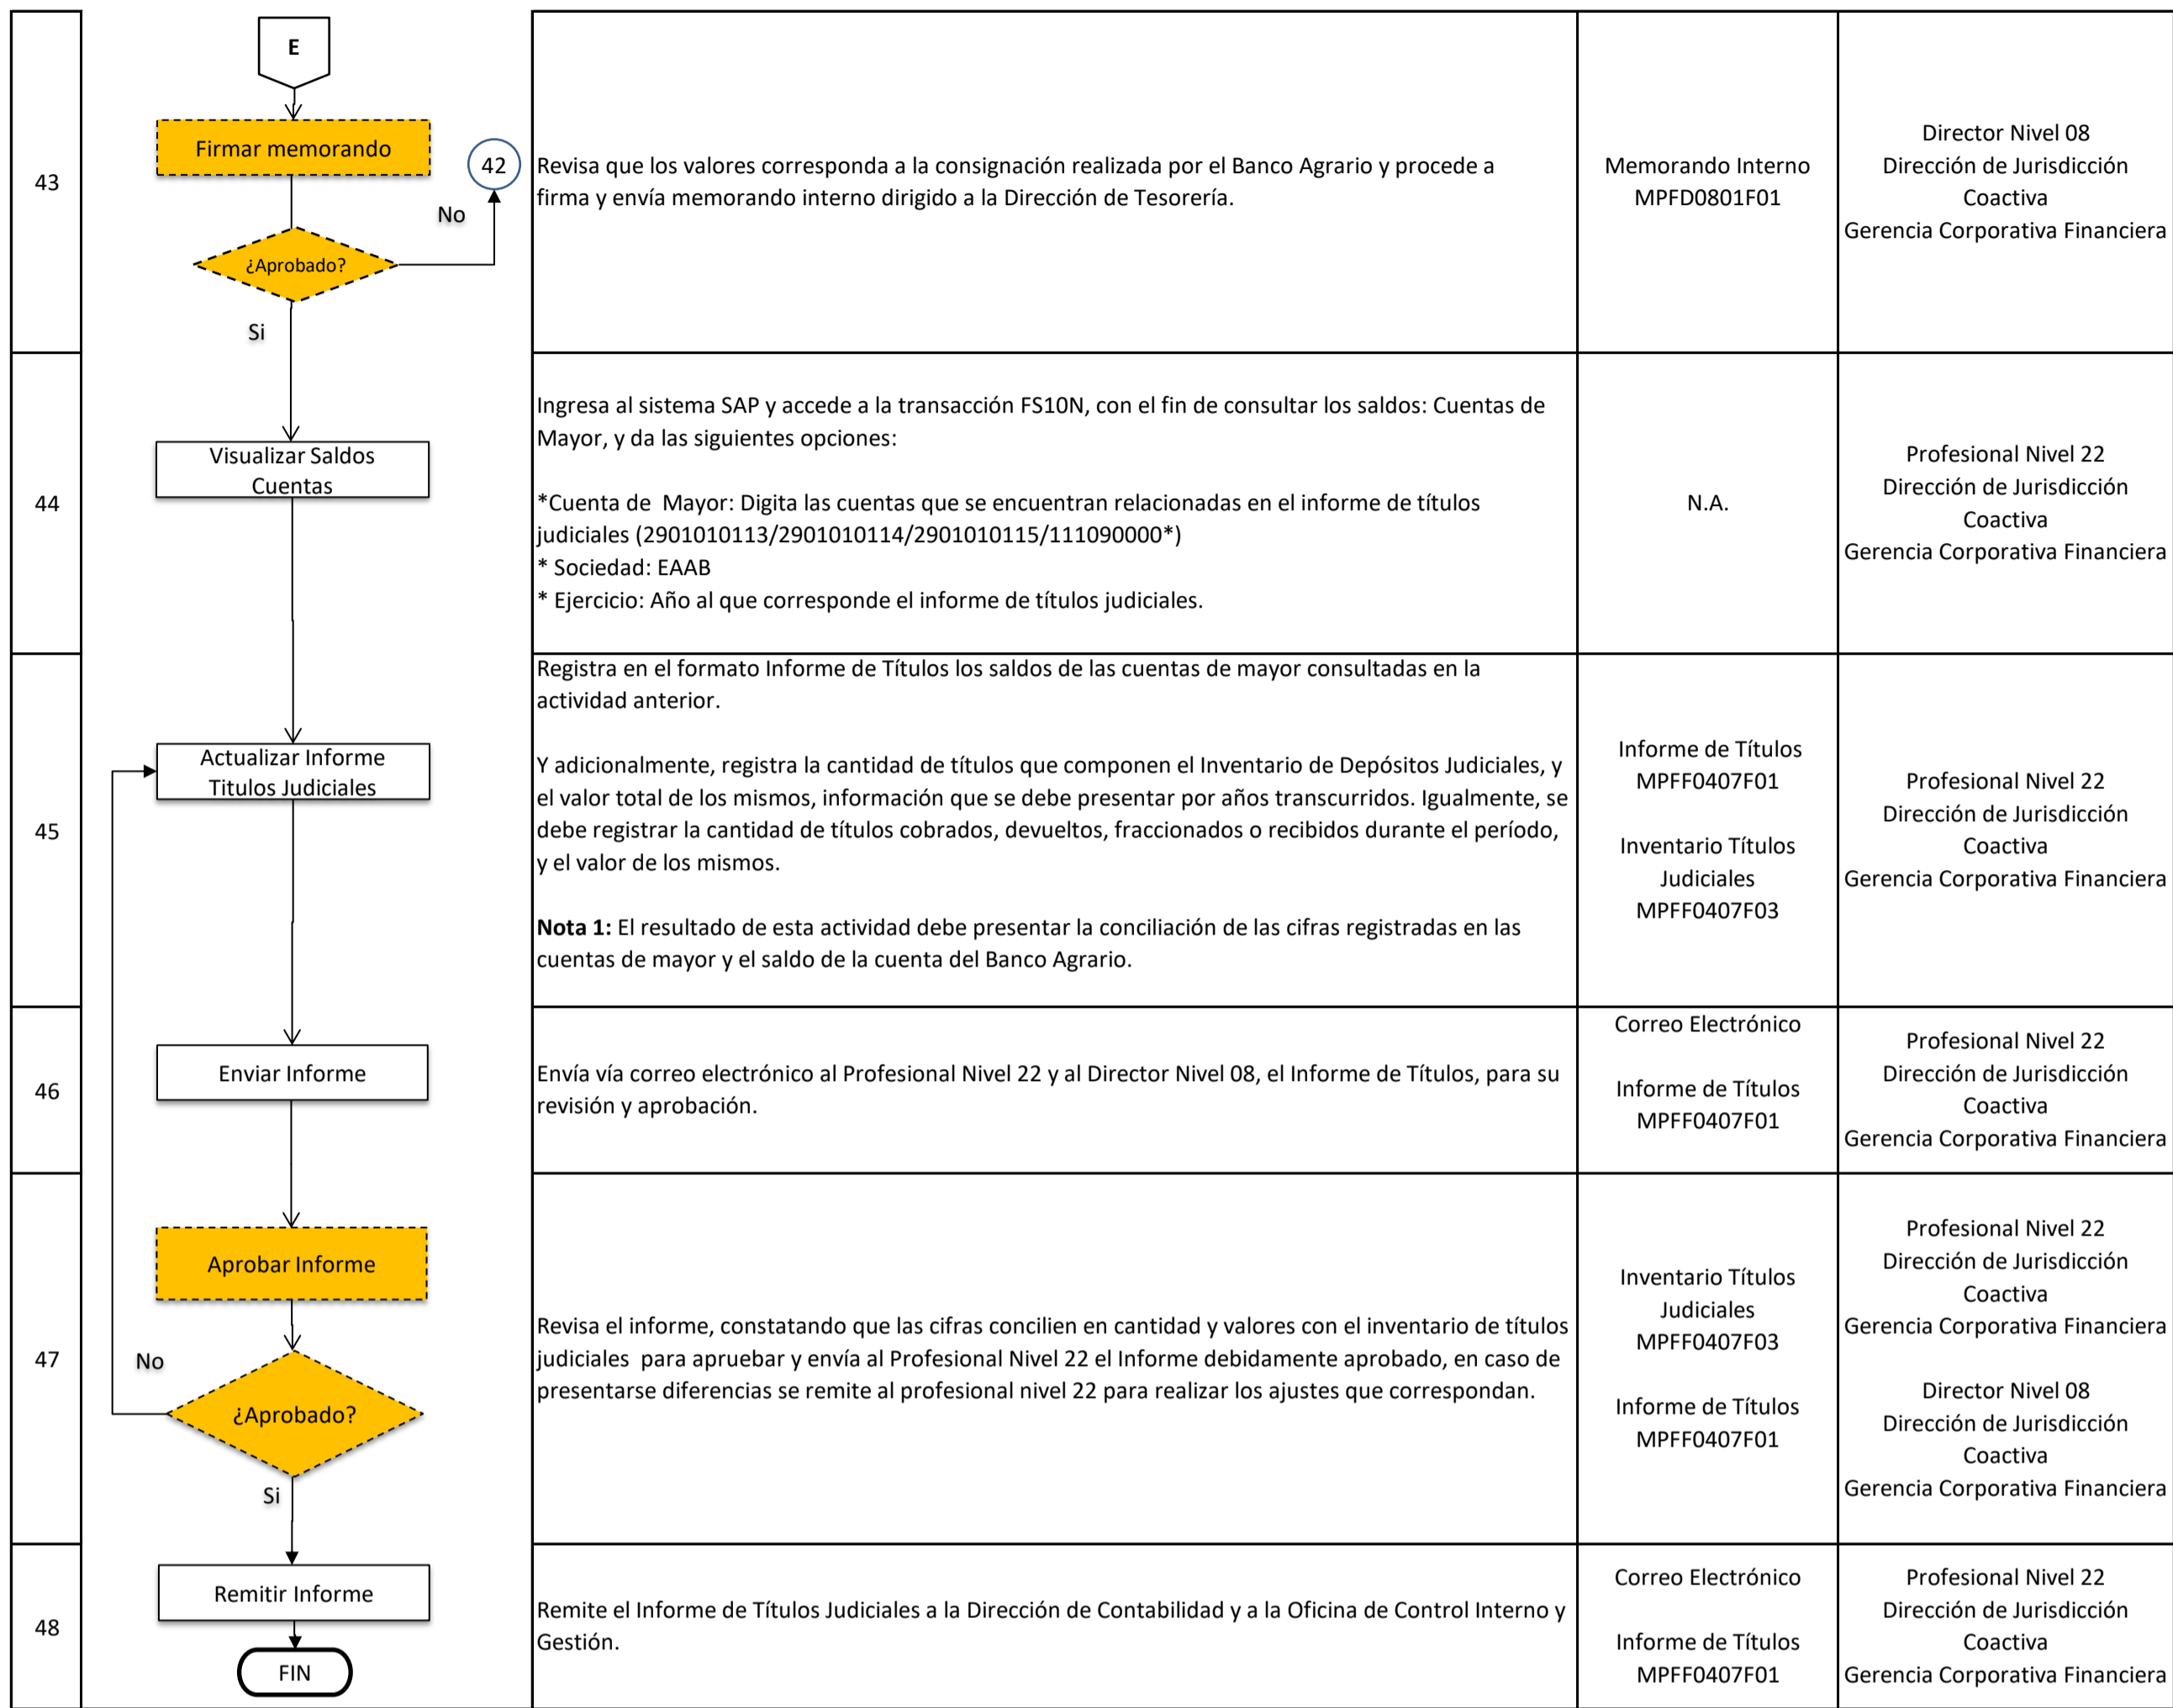 43
E
Firmar memorando
42
No
¿Aprobado?
Si
Revisa que los valores corresponda a la consignación realizada por el Banco Agrario y procede a
firma y envía memorando interno dirigido a la Dirección de Tesorería.
Memorando Interno
MPFD0801F01
Director Nivel 08
Dirección de Jurisdicción
Coactiva
Gerencia Corporativa Financiera
44
Visualizar Saldos
Cuentas
Ingresa al sistema SAP y accede a la transacción FS10N, con el fin de consultar los saldos: Cuentas de
Mayor, y da las siguientes opciones:
*Cuenta de  Mayor: Digita las cuentas que se encuentran relacionadas en el informe de títulos
judiciales (2901010113/2901010114/2901010115/111090000*)
* Sociedad: EAAB
* Ejercicio: Año al que corresponde el informe de títulos judiciales.
N.A.
Profesional Nivel 22
Dirección de Jurisdicción
Coactiva
Gerencia Corporativa Financiera
45
Actualizar Informe
Titulos Judiciales
Registra en el formato Informe de Títulos los saldos de las cuentas de mayor consultadas en la
actividad anterior.
Y adicionalmente, registra la cantidad de títulos que componen el Inventario de Depósitos Judiciales, y
el valor total de los mismos, información que se debe presentar por años transcurridos. Igualmente, se
debe registrar la cantidad de títulos cobrados, devueltos, fraccionados o recibidos durante el período,
y el valor de los mismos.
Nota 1: El resultado de esta actividad debe presentar la conciliación de las cifras registradas en las
cuentas de mayor y el saldo de la cuenta del Banco Agrario.
Informe de Títulos
MPFF0407F01
Inventario Títulos
Judiciales
MPFF0407F03
Profesional Nivel 22
Dirección de Jurisdicción
Coactiva
Gerencia Corporativa Financiera
46
Enviar Informe
Envía vía correo electrónico al Profesional Nivel 22 y al Director Nivel 08, el Informe de Títulos, para su
revisión y aprobación.
Correo Electrónico
Informe de Títulos
MPFF0407F01
Profesional Nivel 22
Dirección de Jurisdicción
Coactiva
Gerencia Corporativa Financiera
47
Aprobar Informe
No
¿Aprobado?
Si
Revisa el informe, constatando que las cifras concilien en cantidad y valores con el inventario de títulos
judiciales  para apruebar y envía al Profesional Nivel 22 el Informe debidamente aprobado, en caso de
presentarse diferencias se remite al profesional nivel 22 para realizar los ajustes que correspondan.
Inventario Títulos
Judiciales
MPFF0407F03
Informe de Títulos
MPFF0407F01
Profesional Nivel 22
Dirección de Jurisdicción
Coactiva
Gerencia Corporativa Financiera
Director Nivel 08
Dirección de Jurisdicción
Coactiva
Gerencia Corporativa Financiera
48
Remitir Informe
FIN
Remite el Informe de Títulos Judiciales a la Dirección de Contabilidad y a la Oficina de Control Interno y
Gestión.
Correo Electrónico
Informe de Títulos
MPFF0407F01
Profesional Nivel 22
Dirección de Jurisdicción
Coactiva
Gerencia Corporativa Financiera